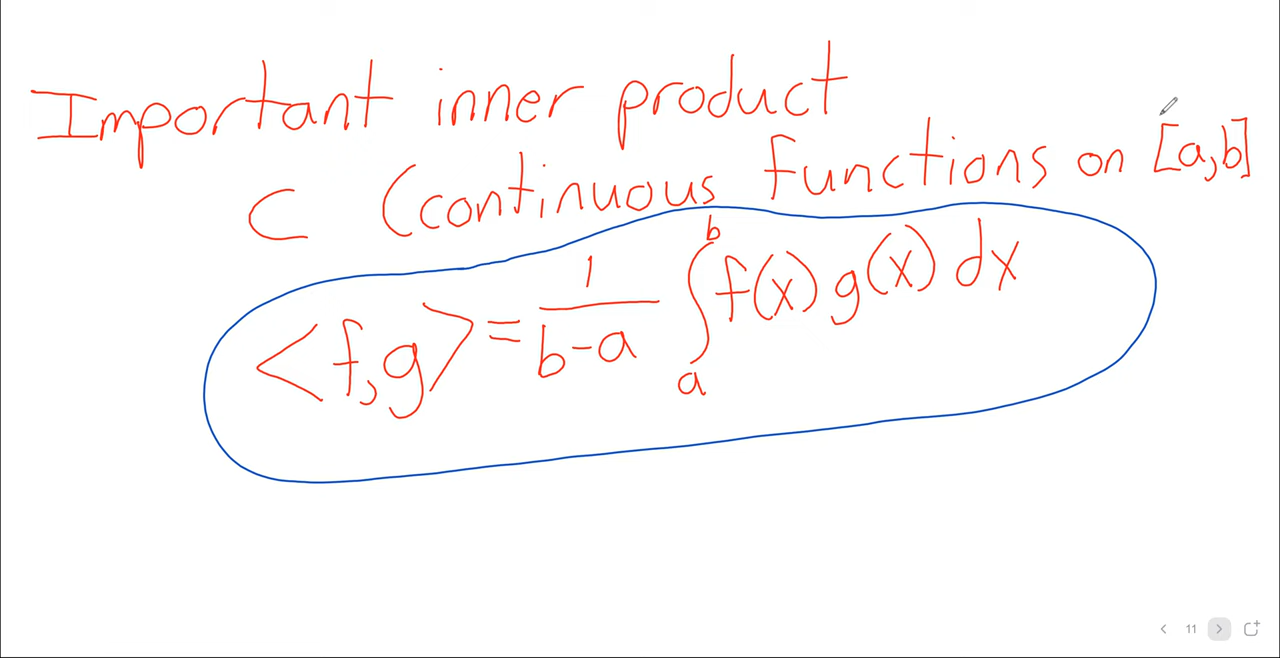 Important inner product
C (continuous functions on [a,b]
<f,g> = 1/(b-a) ∫_a^b f(x) g(x) dx
11